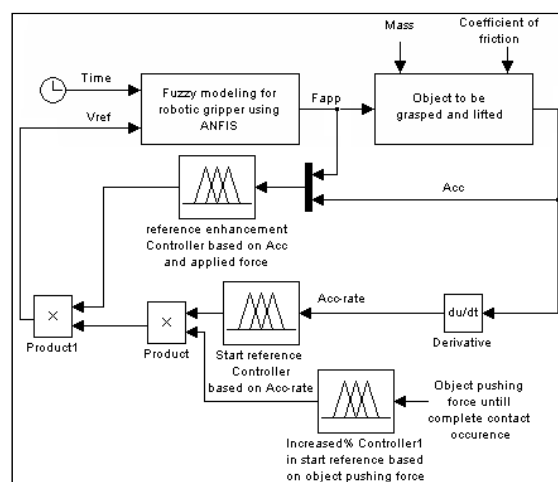 Mass
Coefficient of
friction
Time
Vref
Fuzzy modeling for
robotic gripper using
ANFIS
Fapp
Object to be
grasped and lifted
Acc
reference enhancement
Controller based on Acc
and applied force
Acc-rate
du/dt
Derivative
×
Product1
×
Product
Start reference
Controller
based on Acc-rate
Object pushing
force untill
complete contact
occurence
Increased% Controller1
in start reference based
on object pushing force